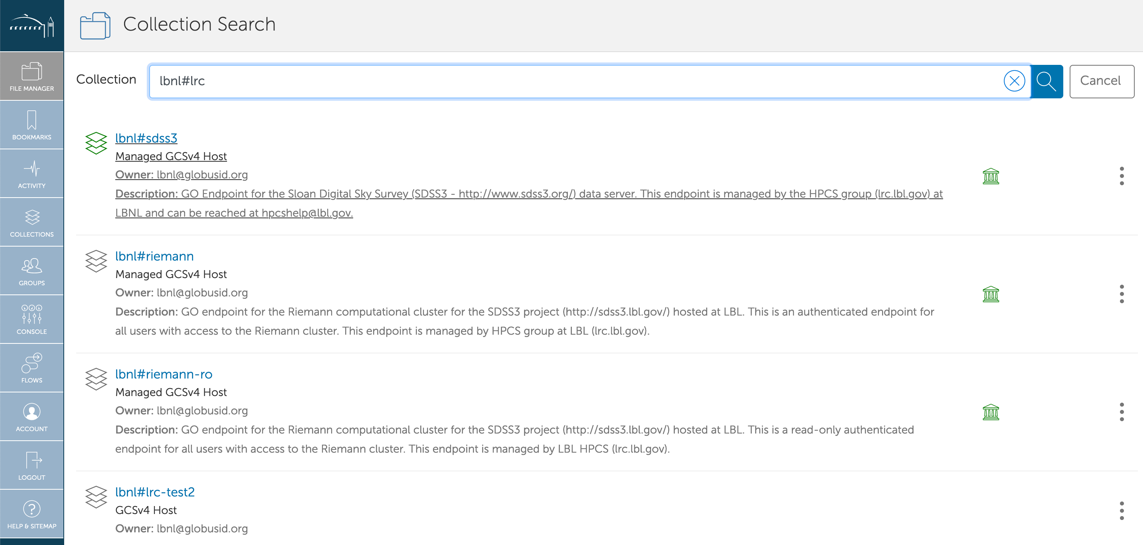 Collection Search
FILE MANAGER
BOOKMARKS
ACTIVITY
COLLECTIONS
GROUPS
CONSOLE
FLOWS
ACCOUNT
LOGOUT
?
HELP & SITEMAP
Collection
lbnl#lrc
Cancel
lbnl#sdss3
Managed GCSv4 Host
Owner: lbnl@globusid.org
Description: GO Endpoint for the Sloan Digital Sky Survey (SDSS3 - http://www.sdss3.org/) data server. This endpoint is managed by the HPCS group (lrc.lbl.gov) at
LBNL and can be reached at hpcshelp@lbl.gov.
lbnl#riemann
Managed GCSv4 Host
Owner: lbnl@globusid.org
Description: GO endpoint for the Riemann computational cluster for the SDSS3 project (http://sdss3.lbl.gov/) hosted at LBL. This is an authenticated endpoint for
all users with access to the Riemann cluster. This endpoint is managed by HPCS group at LBL (lrc.lbl.gov).
lbnl#riemann-ro
Managed GCSv4 Host
Owner: lbnl@globusid.org
Description: GO endpoint for the Riemann computational cluster for the SDSS3 project (http://sdss3.lbl.gov/) hosted at LBL. This is a read-only authenticated
endpoint for all users with access to the Riemann cluster. This endpoint is managed by LBL HPCS (lrc.lbl.gov).
lbnl#lrc-test2
GCSv4 Host
Owner: lbnl@globusid.org